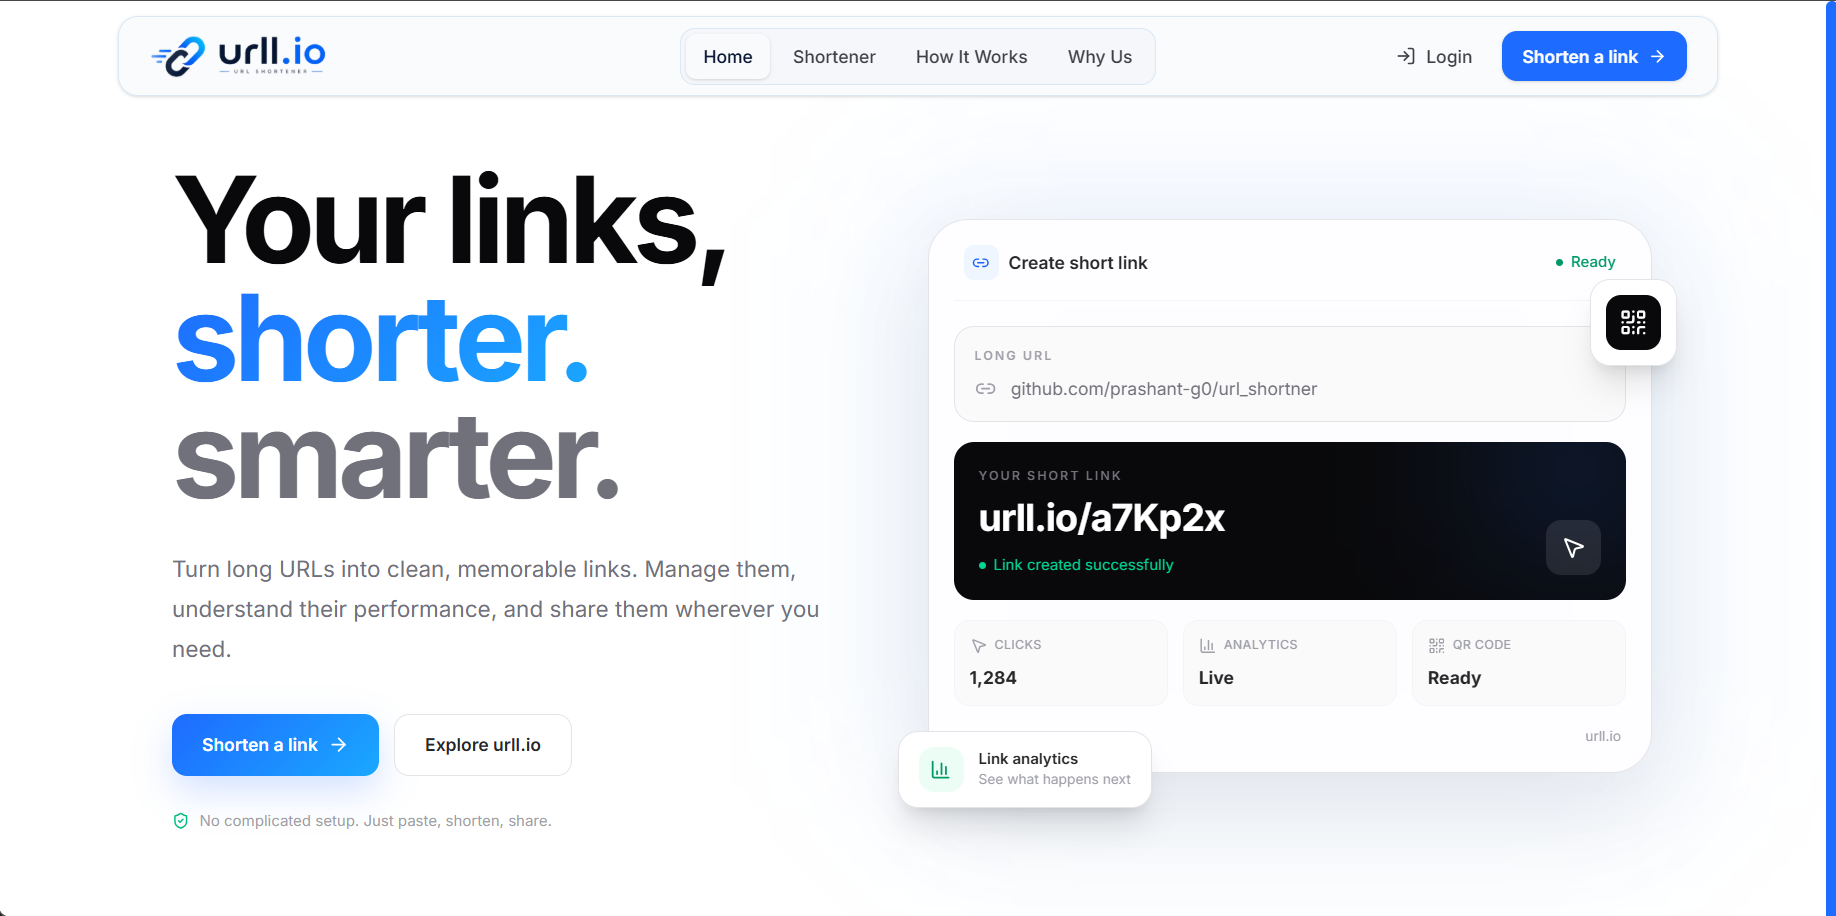 urll.io
URL SHORTENER
Home
Shortener
How It Works
Why Us
Login
Shorten a link
Your links,
shorter.
smarter.
Turn long URLs into clean, memorable links. Manage them,
understand their performance, and share them wherever you
need.
Shorten a link
Explore urll.io
No complicated setup. Just paste, shorten, share.
Create short link
Ready
LONG URL
github.com/prashant-g0/url_shortner
YOUR SHORT LINK
urll.io/a7Kp2x
Link created successfully
CLICKS
1,284
ANALYTICS
Live
QR CODE
Ready
urll.io
Link analytics
See what happens next